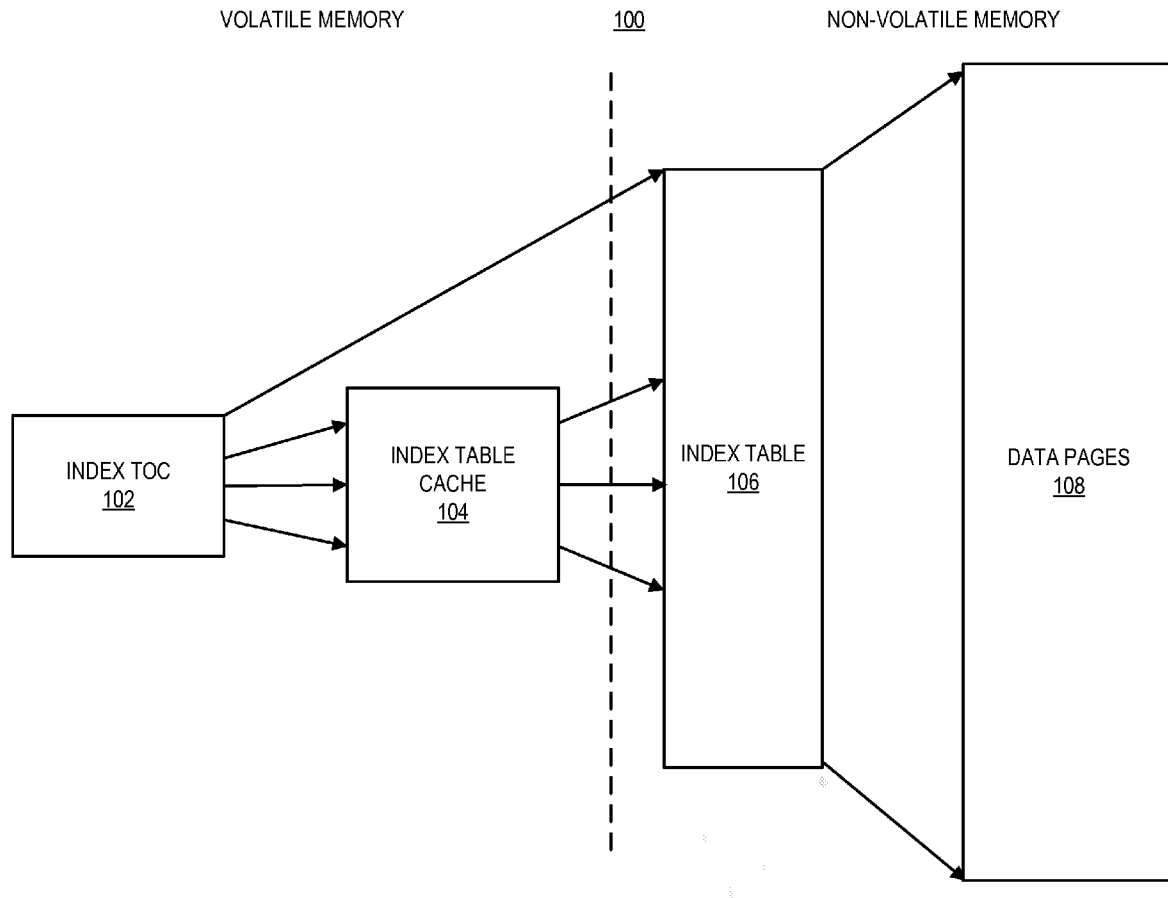 VOLATILE MEMORY
100
NON-VOLATILE MEMORY
INDEX TOC
102
INDEX TABLE
CACHE
104
INDEX TABLE
106
DATA PAGES
108